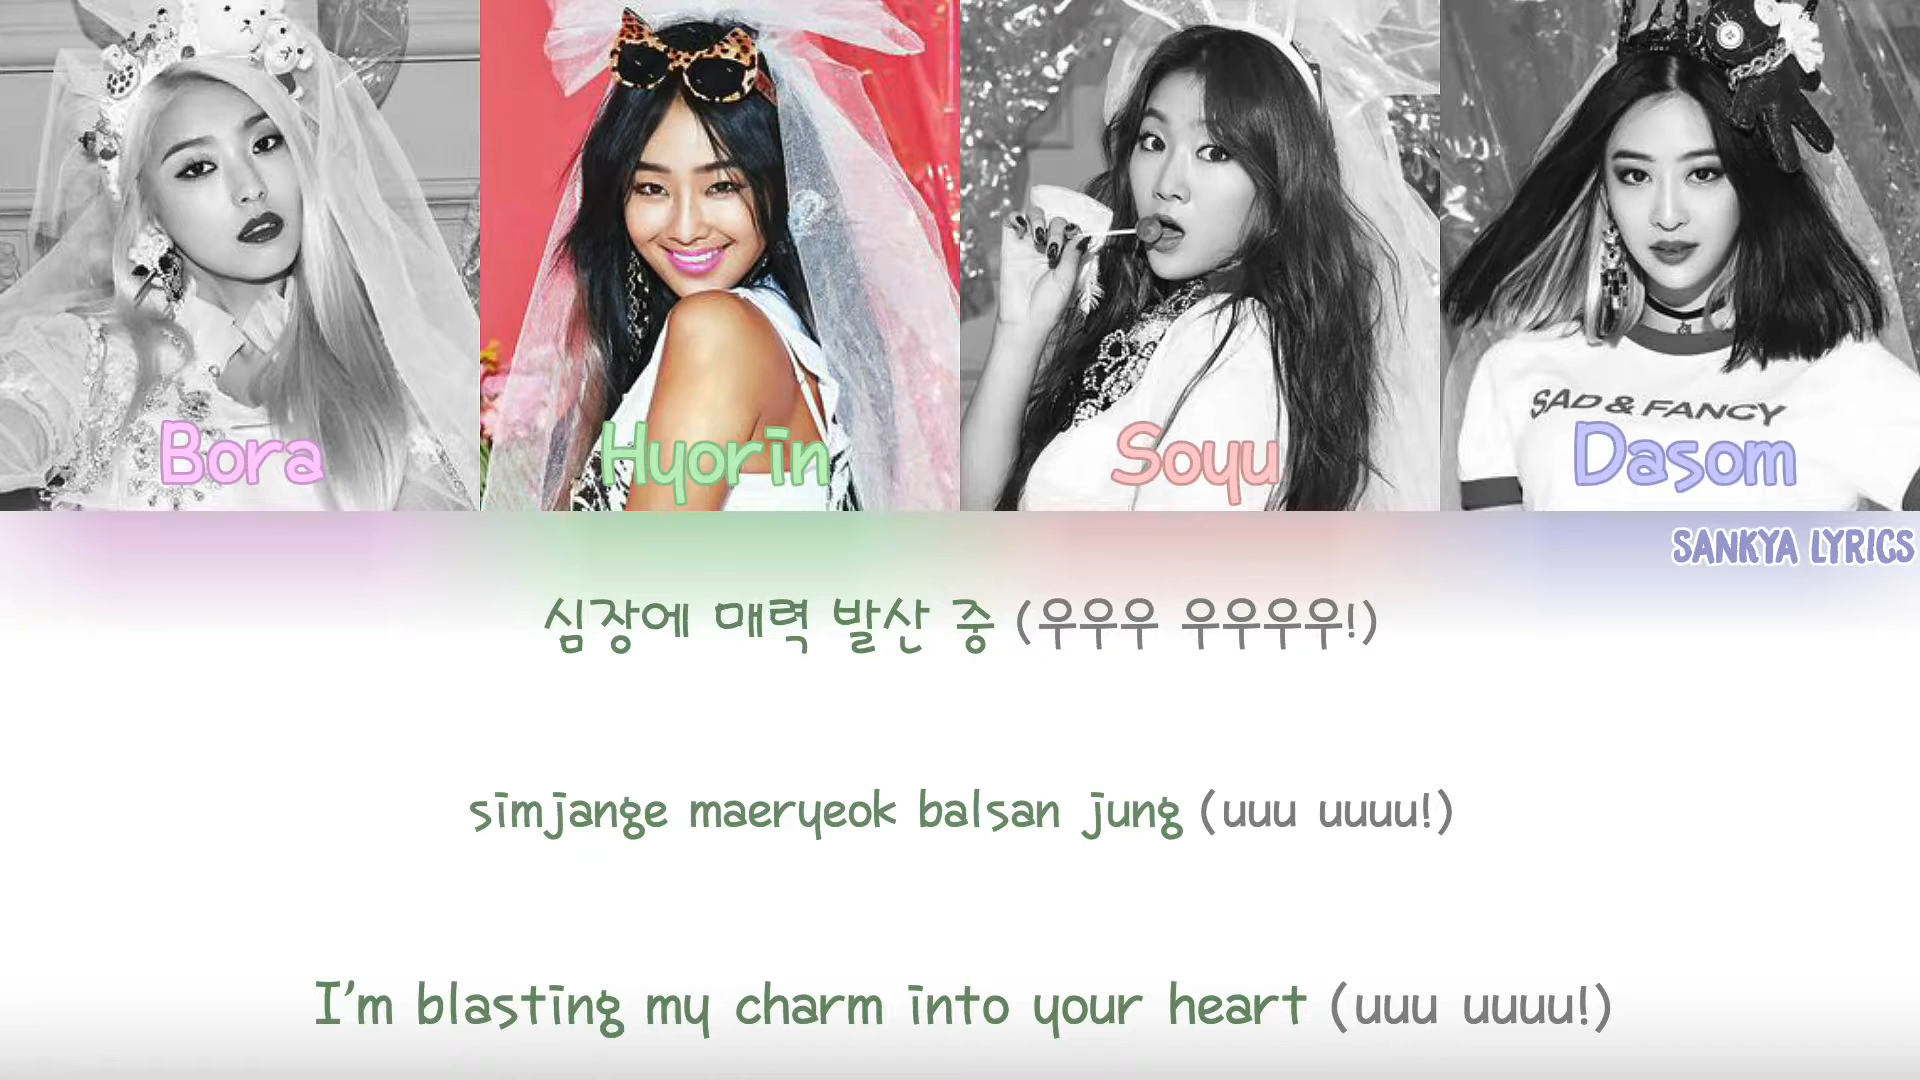 SAD & FANCY
Bora
Hyorin
Soyu
Dasom
SANKYA LYRICS
심장에 매력 발산 중 (우우우 우우우우!)
simjange maeryeok balsan jung (uuu uuuu!)
I'm blasting my charm into your heart (uuu uuuu!)